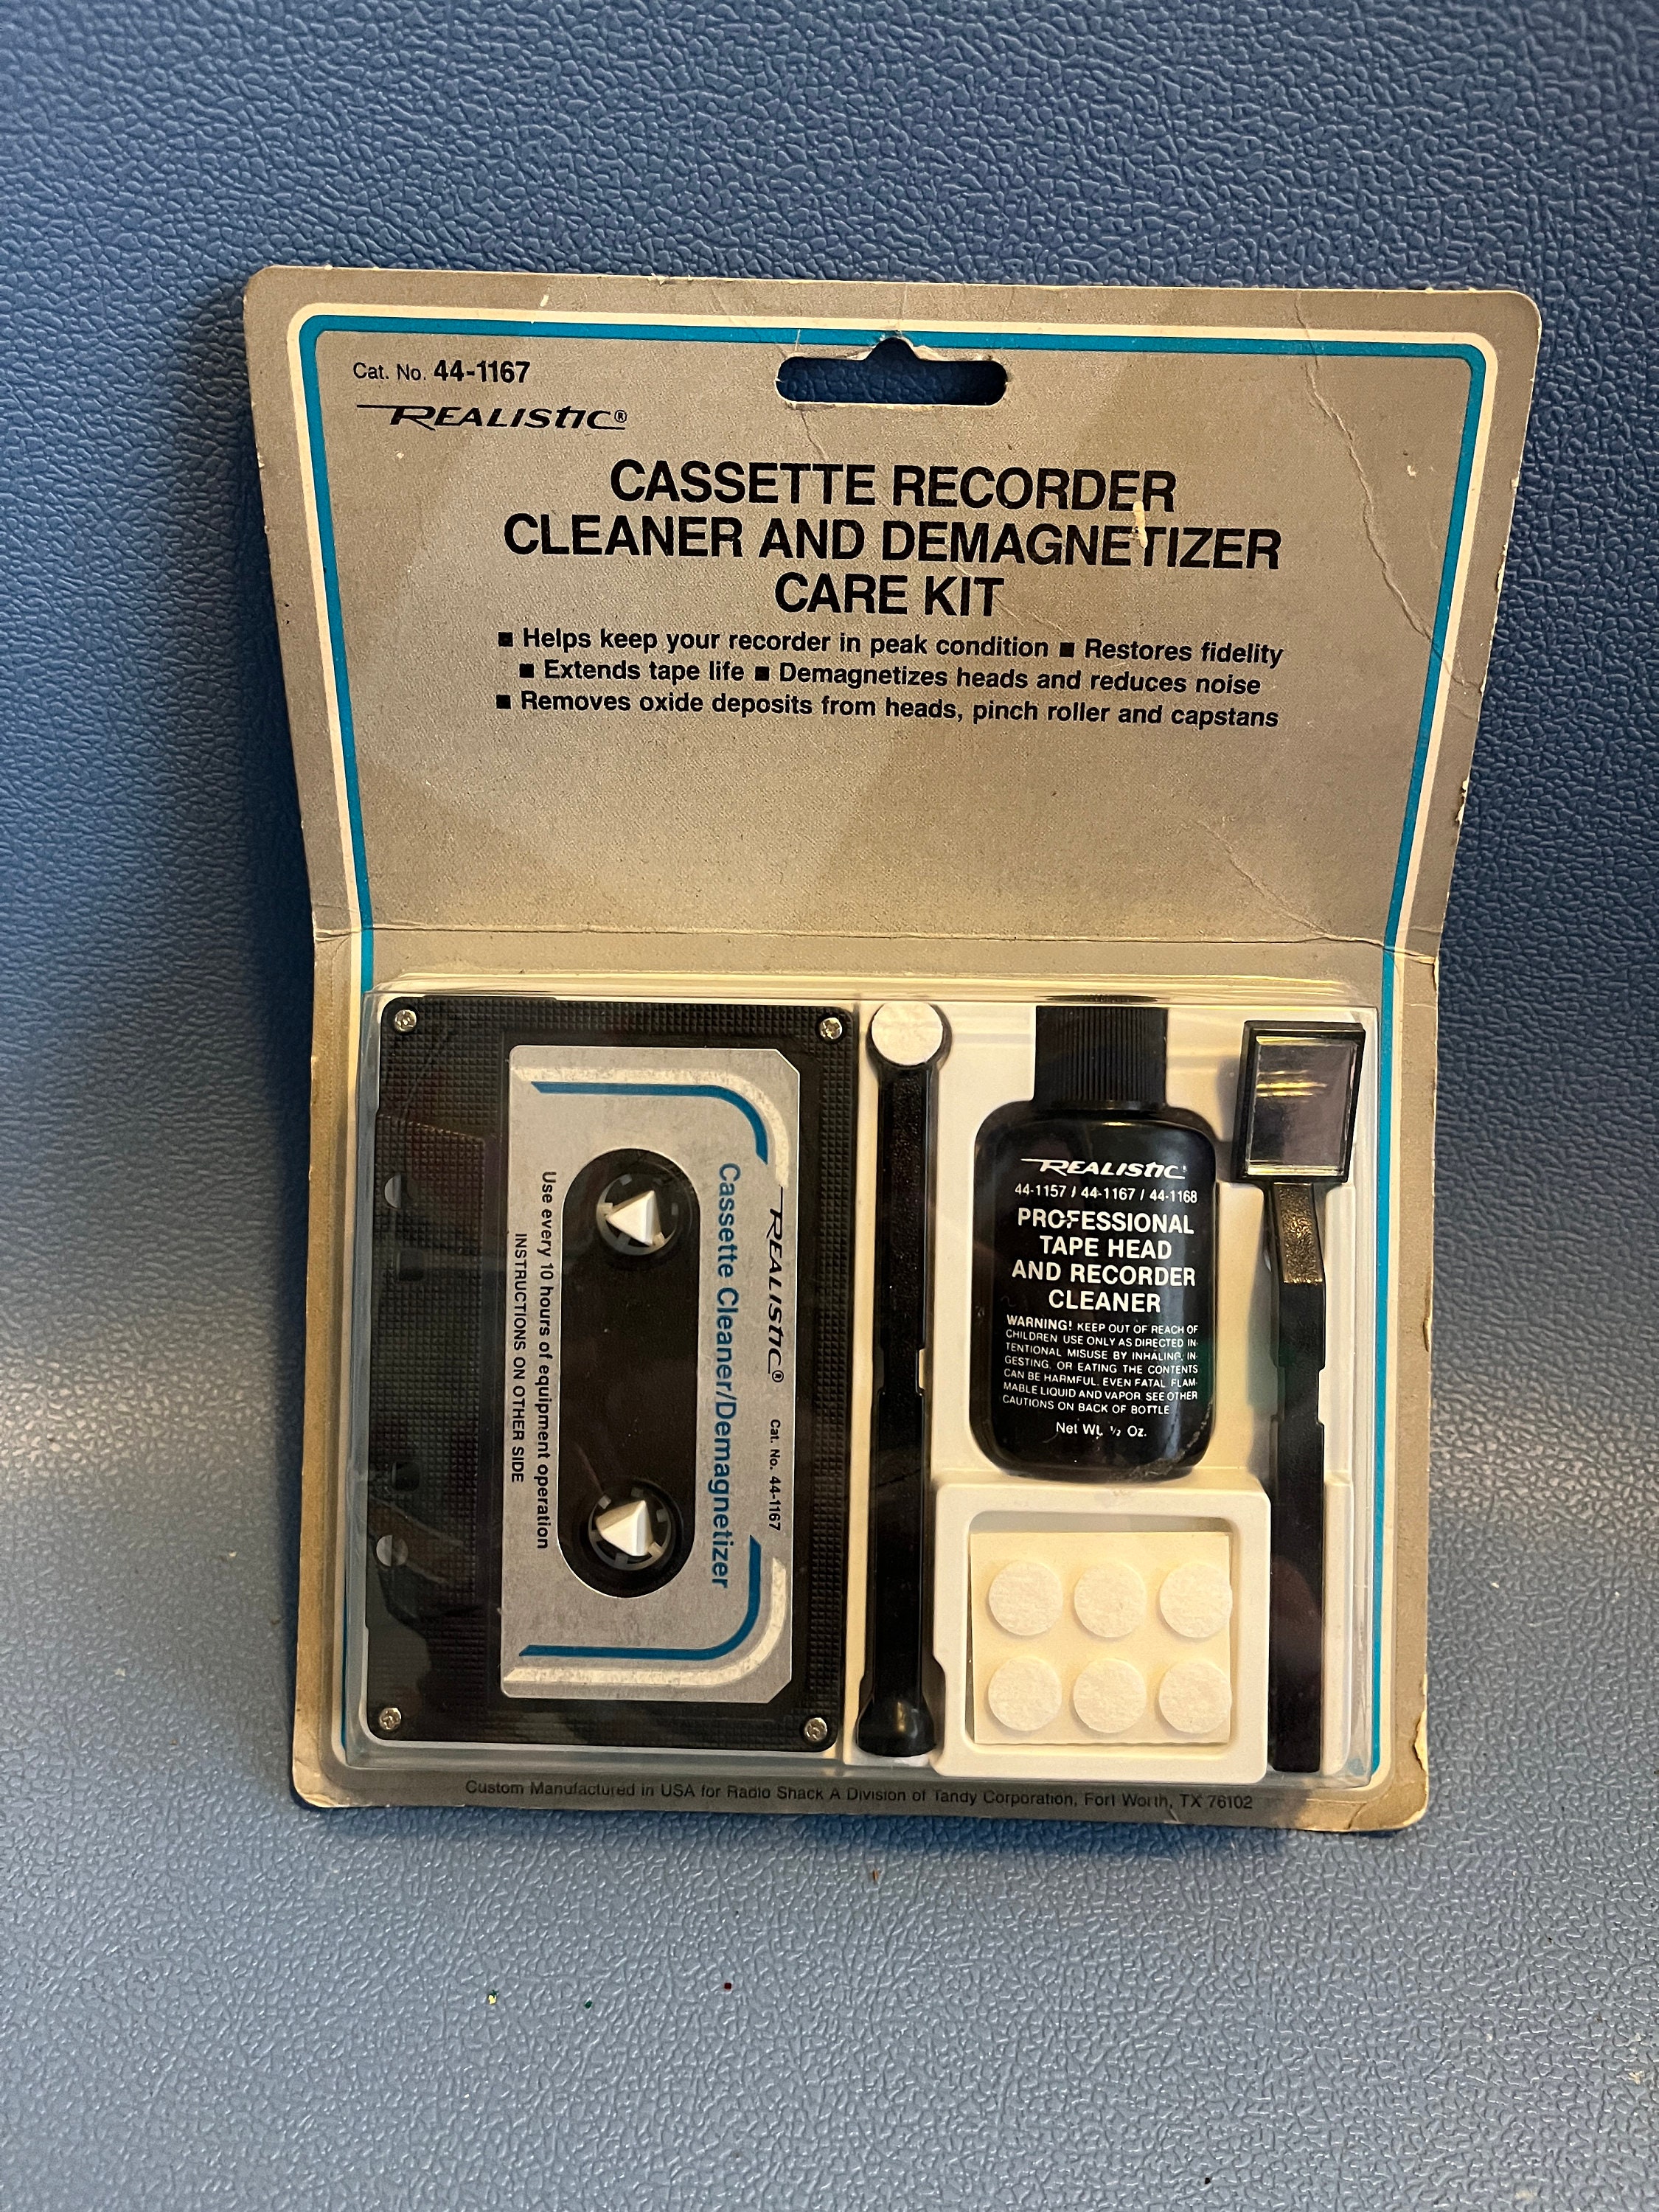 Cat. No. 44-1167
REALISTIC®
CASSETTE RECORDER
CLEANER AND DEMAGNETIZER
CARE KIT
■ Helps keep your recorder in peak condition ■ Restores fidelity
■ Extends tape life ■ Demagnetizes heads and reduces noise
■ Removes oxide deposits from heads, pinch roller and capstans
REALISTIC® Cat. No. 44-1167
Cassette Cleaner/Demagnetizer
Use every 10 hours of equipment operation
INSTRUCTIONS ON OTHER SIDE
REALISTIC
44-1157 / 44-1167 / 44-1168
PROFESSIONAL
TAPE HEAD
AND RECORDER
CLEANER
WARNING! KEEP OUT OF REACH OF
CHILDREN USE ONLY AS DIRECTED IN-
TENTIONAL MISUSE BY INHALING, IN-
GESTING, OR EATING THE CONTENTS
CAN BE HARMFUL, EVEN FATAL FLAM-
MABLE LIQUID AND VAPOR SEE OTHER
CAUTIONS ON BACK OF BOTTLE
Net Wt. ½ Oz.
Custom Manufactured in USA for Radio Shack A Division of Tandy Corporation, Fort Worth, TX 76102